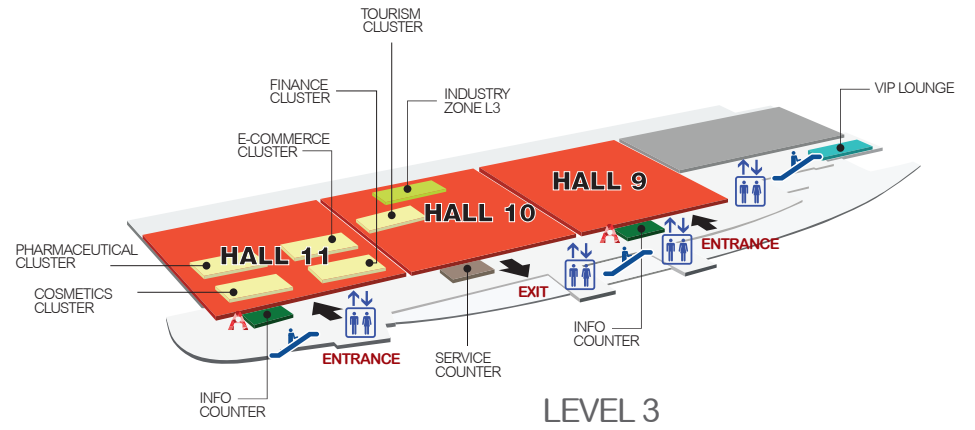 TOURISM
CLUSTER
FINANCE
CLUSTER
INDUSTRY
ZONE L3
VIP LOUNGE
E-COMMERCE
CLUSTER
HALL 9
HALL 10
PHARMACEUTICAL
CLUSTER
HALL 11
ENTRANCE
COSMETICS
CLUSTER
EXIT
INFO
COUNTER
ENTRANCE
SERVICE
COUNTER
INFO
COUNTER
LEVEL 3